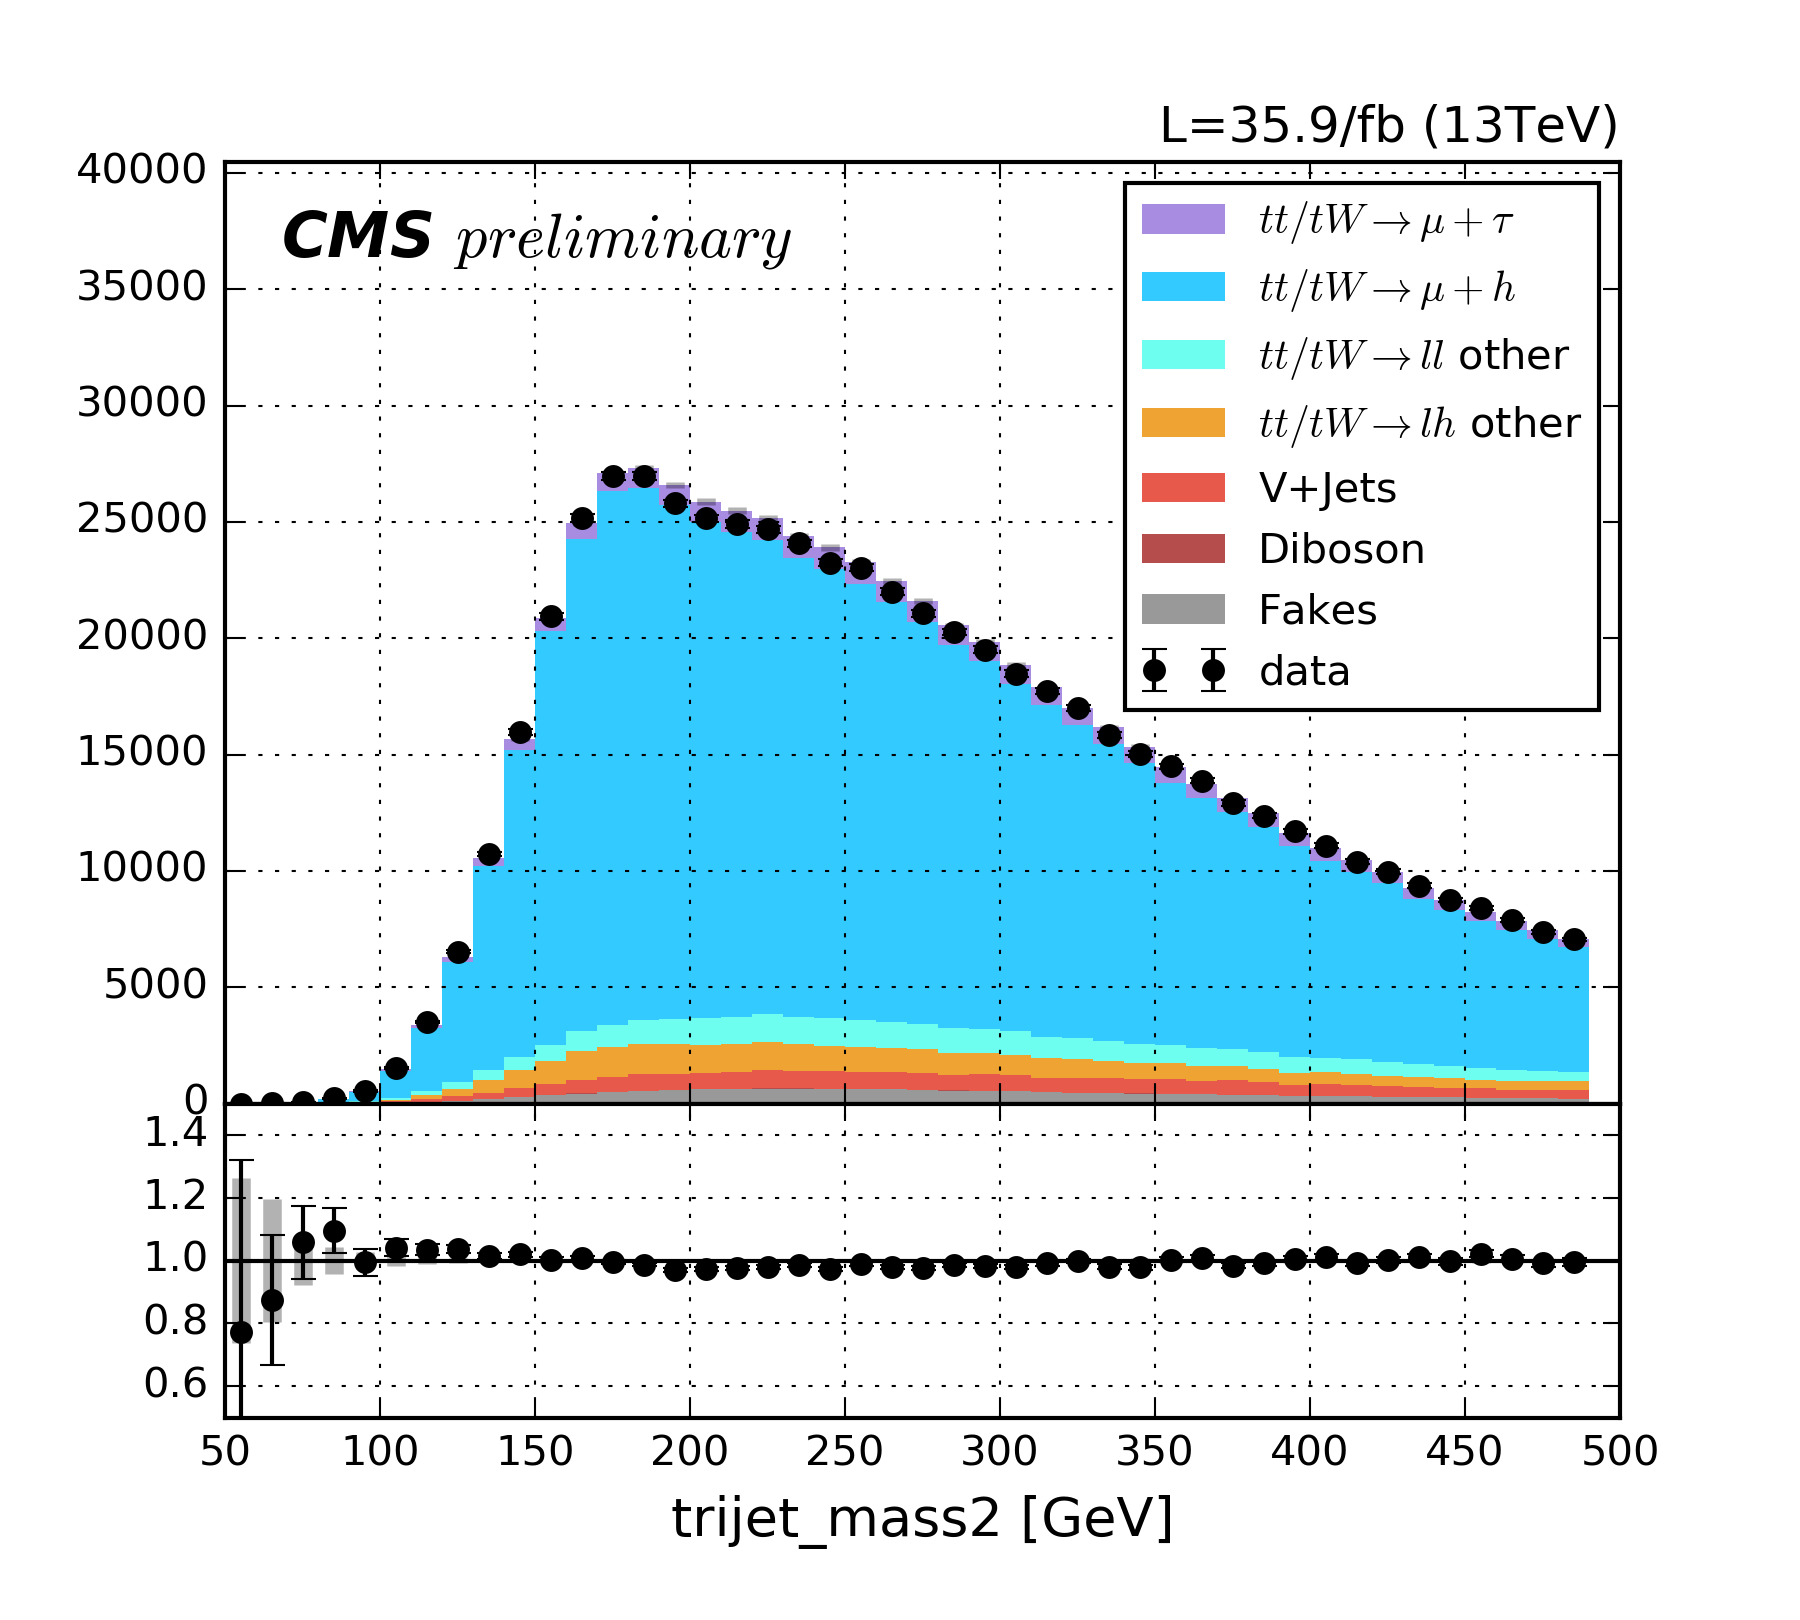 L=35.9/fb (13TeV)
40000
CMS preliminary
35000
30000
25000
20000
15000
10000
5000
0
tt/tW→μ+τ
tt/tW→μ+h
tt/tW→ll other
tt/tW→lh other
V+Jets
Diboson
Fakes
data
1.4
1.2
1.0
0.8
0.6
50 100 150 200 250 300 350 400 450 500
trijet_mass2 [GeV]